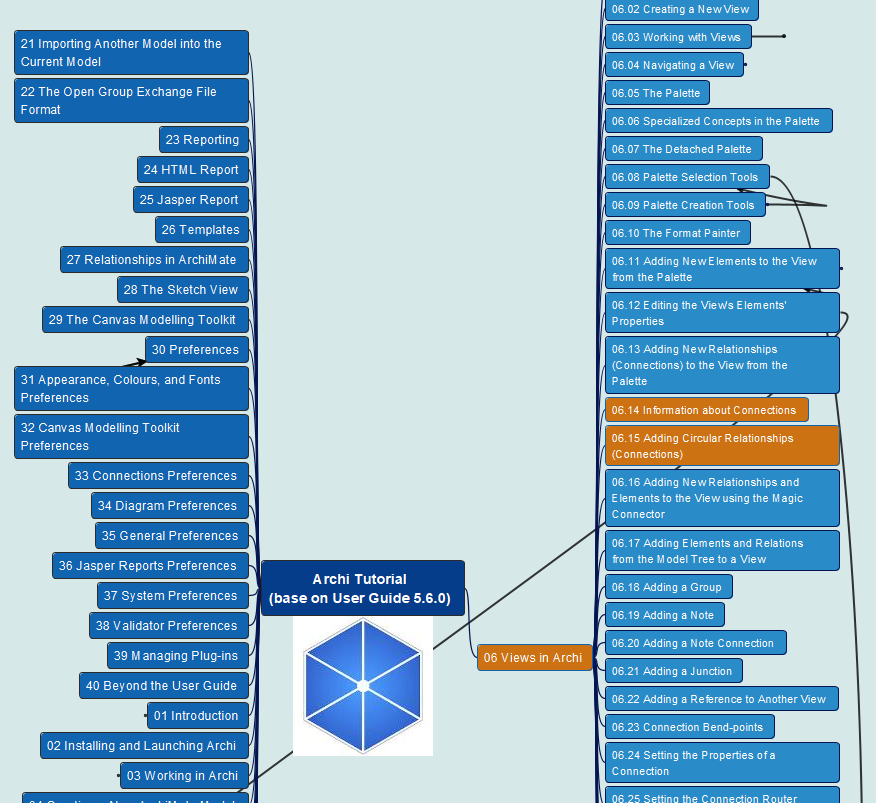 21 Importing Another Model into the
Current Model
22 The Open Group Exchange File
Format
23 Reporting
24 HTML Report
25 Jasper Report
26 Templates
27 Relationships in ArchiMate
28 The Sketch View
29 The Canvas Modelling Toolkit
30 Preferences
31 Appearance, Colours, and Fonts
Preferences
32 Canvas Modelling Toolkit
Preferences
33 Connections Preferences
34 Diagram Preferences
35 General Preferences
36 Jasper Reports Preferences
37 System Preferences
38 Validator Preferences
39 Managing Plug-ins
40 Beyond the User Guide
01 Introduction
02 Installing and Launching Archi
03 Working in Archi
Archi Tutorial
(base on User Guide 5.6.0)
06 Views in Archi
06.02 Creating a New View
06.03 Working with Views
06.04 Navigating a View
06.05 The Palette
06.06 Specialized Concepts in the Palette
06.07 The Detached Palette
06.08 Palette Selection Tools
06.09 Palette Creation Tools
06.10 The Format Painter
06.11 Adding New Elements to the View
from the Palette
06.12 Editing the View's Elements'
Properties
06.13 Adding New Relationships
(Connections) to the View from the
Palette
06.14 Information about Connections
06.15 Adding Circular Relationships
(Connections)
06.16 Adding New Relationships and
Elements to the View using the Magic
Connector
06.17 Adding Elements and Relations
from the Model Tree to a View
06.18 Adding a Group
06.19 Adding a Note
06.20 Adding a Note Connection
06.21 Adding a Junction
06.22 Adding a Reference to Another View
06.23 Connection Bend-points
06.24 Setting the Properties of a
Connection
06.25 Setting the Connection Router